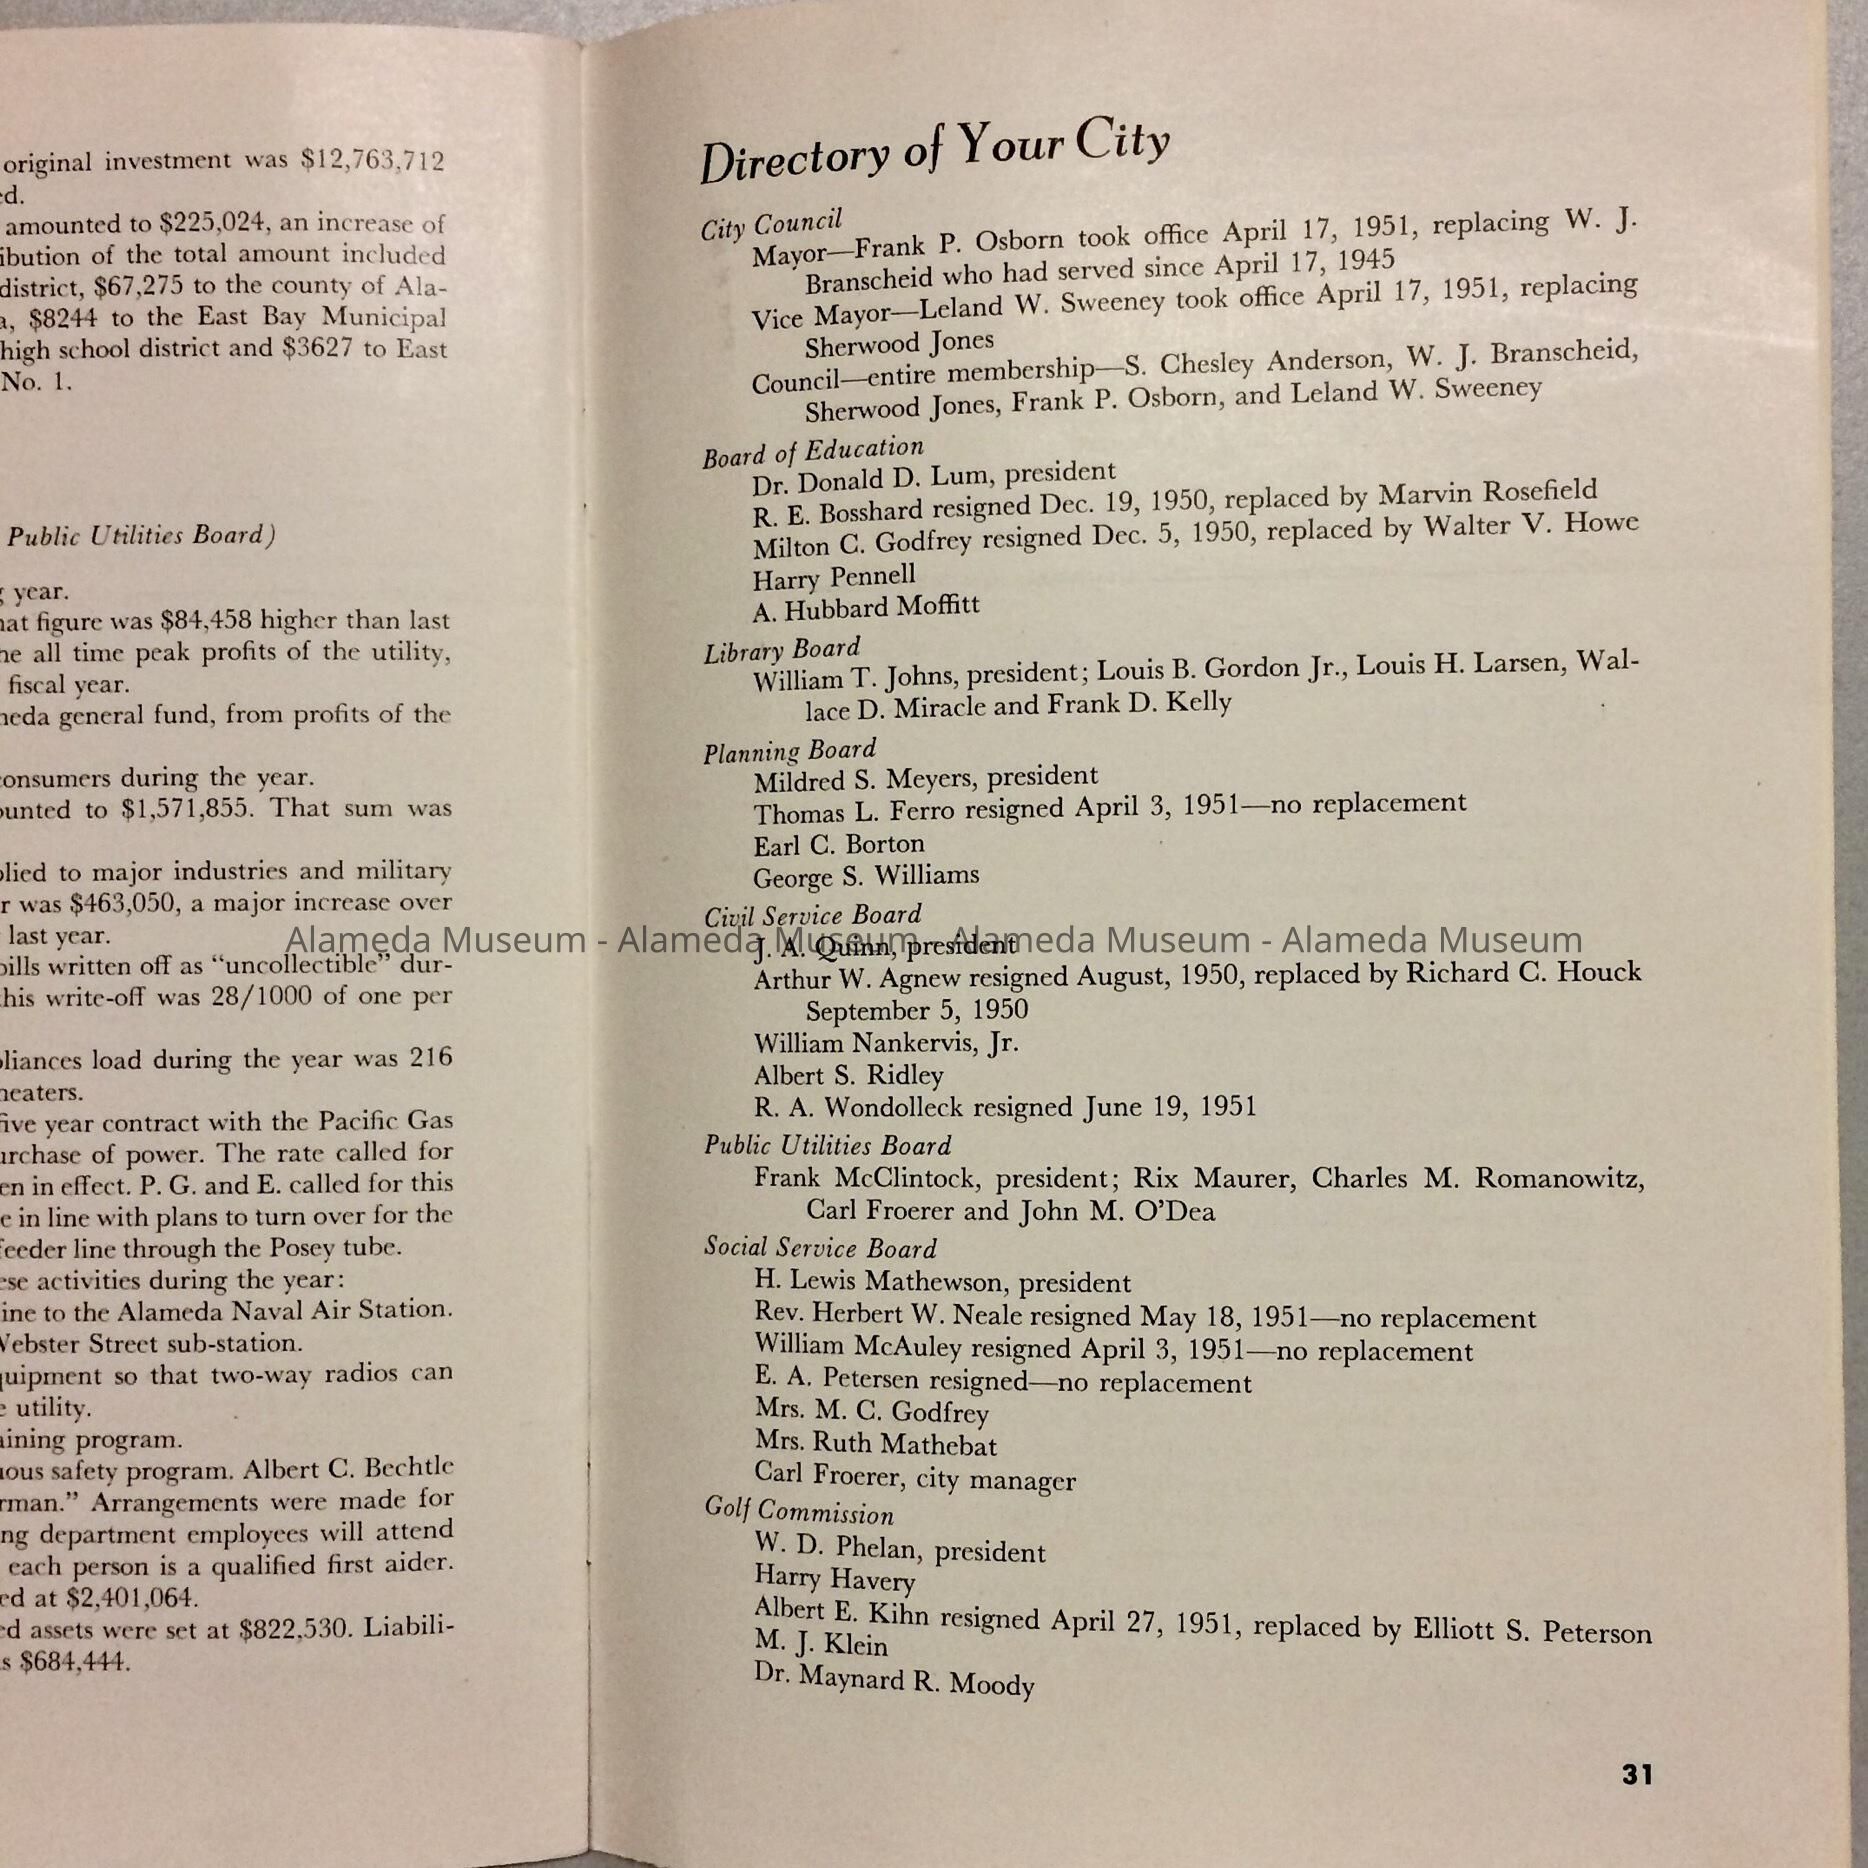 original investment was $12,763,712
ed.
amounted to $225,024, an increase of
ibution of the total amount included
district, $67,275 to the county of Ala-
a, $8244 to the East Bay Municipal
high school district and $3627 to East
No. 1.
Public Utilities Board)
g year.
hat figure was $84,458 higher than last
he all time peak profits of the utility,
fiscal year.
neda general fund, from profits of the
consumers during the year.
ounted to $1,571,855. That sum was
plied to major industries and military
r was $463,050, a major increase over
last year.
bills written off as “uncollectible” dur-
this write-off was 28/1000 of one per
pliances load during the year was 216
heaters.
five year contract with the Pacific Gas
urchase of power. The rate called for
en in effect. P. G. and E. called for this
e in line with plans to turn over for the
feeder line through the Posey tube.
ese activities during the year:
ine to the Alameda Naval Air Station.
Webster Street sub-station.
quipment so that two-way radios can
e utility.
aining program.
uous safety program. Albert C. Bechtle
rman.” Arrangements were made for
ng department employees will attend
each person is a qualified first aider.
ed at $2,401,064.
ed assets were set at $822,530. Liabili-
s $684,444.
Directory of Your City
City Council
Mayor—Frank P. Osborn took office April 17, 1951, replacing W. J.
Branscheid who had served since April 17, 1945
Vice Mayor—Leland W. Sweeney took office April 17, 1951, replacing
Sherwood Jones
Council—entire membership—S. Chesley Anderson, W. J. Branscheid,
Sherwood Jones, Frank P. Osborn, and Leland W. Sweeney
Board of Education
Dr. Donald D. Lum, president
R. E. Bosshard resigned Dec. 19, 1950, replaced by Marvin Rosefield
Milton C. Godfrey resigned Dec. 5, 1950, replaced by Walter V. Howe
Harry Pennell
A. Hubbard Moffitt
Library Board
William T. Johns, president; Louis B. Gordon Jr., Louis H. Larsen, Wal-
lace D. Miracle and Frank D. Kelly
Planning Board
Mildred S. Meyers, president
Thomas L. Ferro resigned April 3, 1951—no replacement
Earl C. Borton
George S. Williams
Civil Service Board
Alameda Museum - Alameda Museum - Alameda Museum - Alameda Museum
J. A. Quinn, president
Arthur W. Agnew resigned August, 1950, replaced by Richard C. Houck
September 5, 1950
William Nankervis, Jr.
Albert S. Ridley
R. A. Wondolleck resigned June 19, 1951
Public Utilities Board
Frank McClintock, president; Rix Maurer, Charles M. Romanowitz,
Carl Froerer and John M. O’Dea
Social Service Board
H. Lewis Mathewson, president
Rev. Herbert W. Neale resigned May 18, 1951—no replacement
William McAuley resigned April 3, 1951—no replacement
E. A. Petersen resigned—no replacement
Mrs. M. C. Godfrey
Mrs. Ruth Mathebat
Carl Froerer, city manager
Golf Commission
W. D. Phelan, president
Harry Havery
Albert E. Kihn resigned April 27, 1951, replaced by Elliott S. Peterson
M. J. Klein
Dr. Maynard R. Moody
31